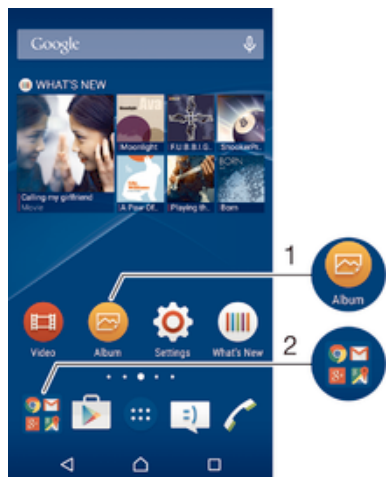 Google
WHAT'S NEW
Moonlight
F.U.B.B.I.G.
SnookerPr.
Calling my girlfriend
Movie
A Paw Of.
Playing th.
Born
BORN
1
Album
Video
Album
Settings
What's New
2